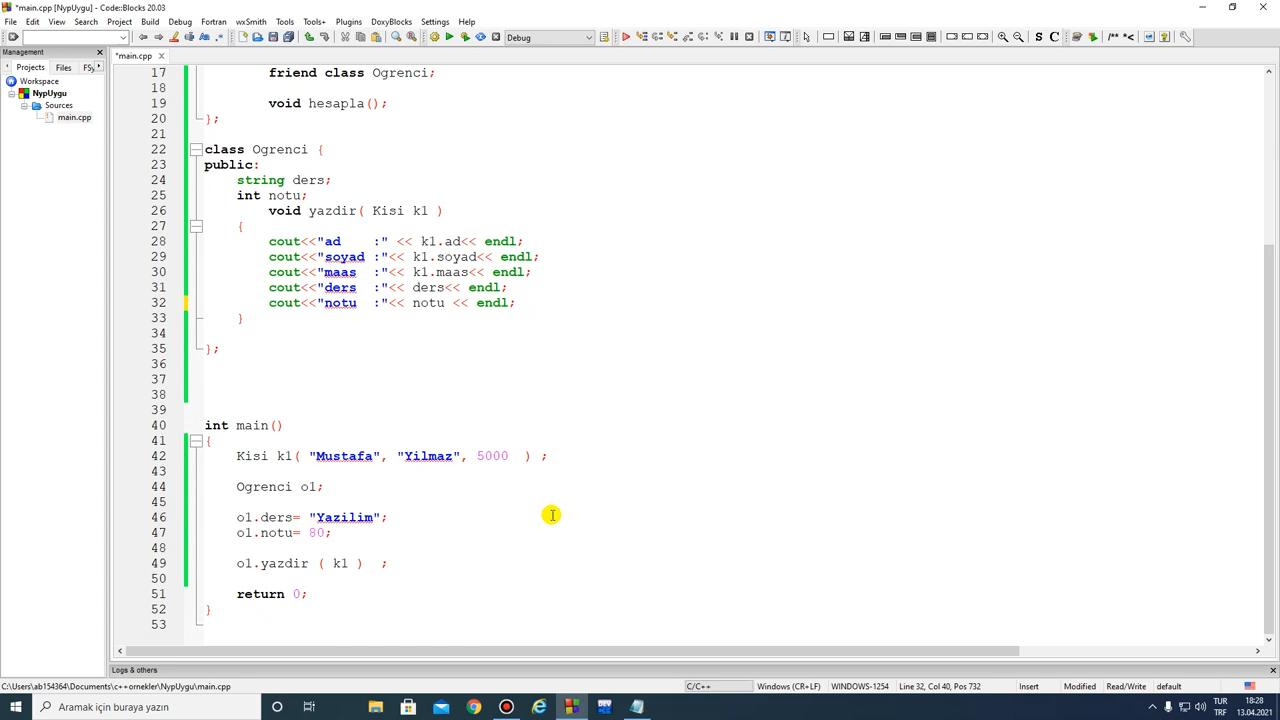 *main.cpp [NypUygu] - Code::Blocks 20.03
File Edit View Search Project Build Debug Fortran wxSmith Tools Tools+ Plugins DoxyBlocks Settings Help
Debug
Management
*main.cpp
Projects Files FSy
Workspace
NypUygu
Sources
main.cpp
17 friend class Ogrenci;
18
19 void hesapla();
20 };
21
22 class Ogrenci {
23 public:
24 string ders;
25 int notu;
26 void yazdir( Kisi k1 )
27 {
28 cout<<"ad :" << k1.ad<< endl;
29 cout<<"soyad :"<< k1.soyad<< endl;
30 cout<<"maas :"<< k1.maas<< endl;
31 cout<<"ders :"<< ders<< endl;
32 cout<<"notu :"<< notu << endl;
33 }
34
35 };
36
37
38
39
40 int main()
41 {
42 Kisi k1( "Mustafa", "Yilmaz", 5000 ) ;
43
44 Ogrenci o1;
45
46 o1.ders= "Yazilim";
47 o1.notu= 80;
48
49 o1.yazdir ( k1 ) ;
50
51 return 0;
52 }
53
Logs & others
C:\Users\ab154364\Documents\c++ornekler\NypUygu\main.cpp C/C++ Windows (CR+LF) WINDOWS-1254 Line 32, Col 40, Pos 732 Insert Modified Read/Write default
Aramak için buraya yazın
TUR
TRF
18:28
13.04.2021